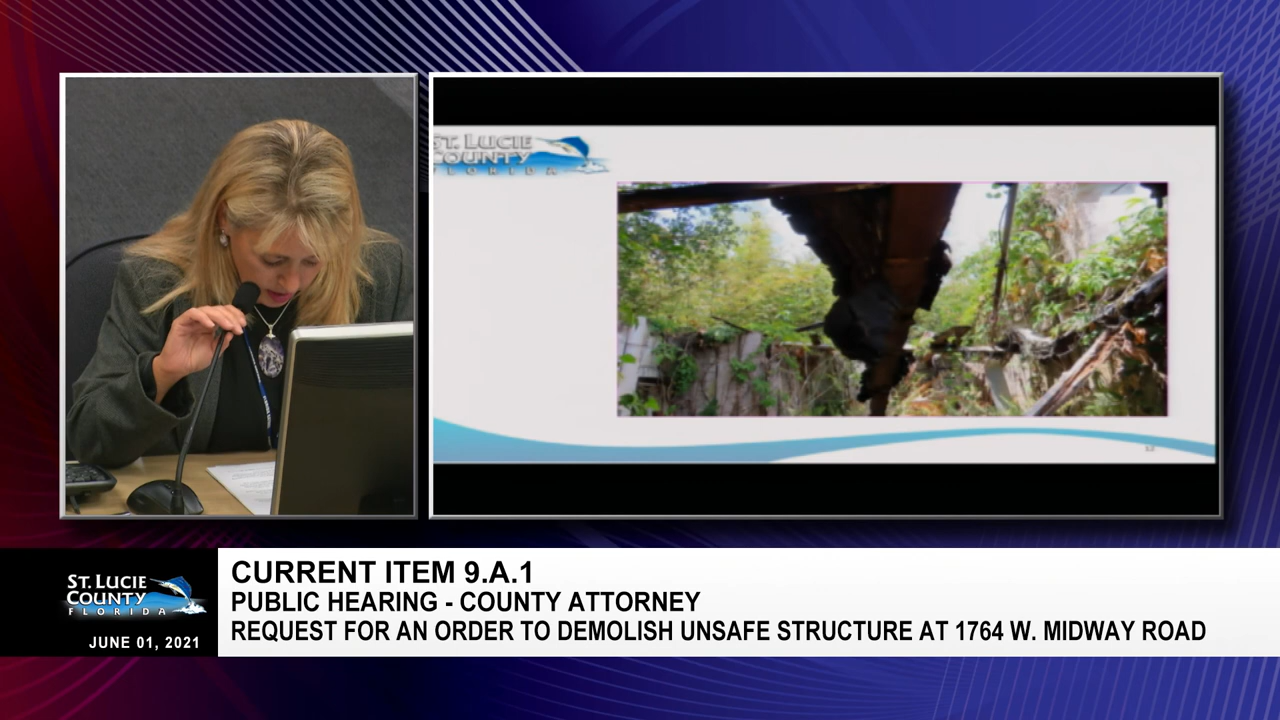 ST. LUCIE
COUNTY
FLORIDA
ST. LUCIE
COUNTY
FLORIDA
JUNE 01, 2021
CURRENT ITEM 9.A.1
PUBLIC HEARING - COUNTY ATTORNEY
REQUEST FOR AN ORDER TO DEMOLISH UNSAFE STRUCTURE AT 1764 W. MIDWAY ROAD